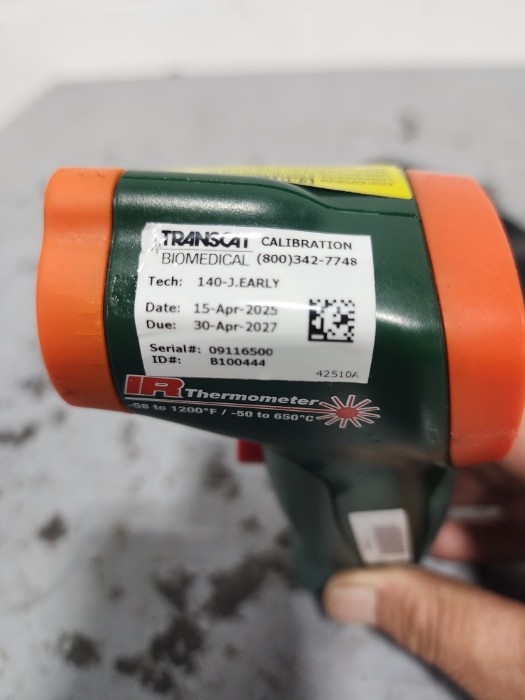 TRANSCAT CALIBRATION
BIOMEDICAL (800)342-7748
Tech: 140-J.EARLY
Date: 15-Apr-2025
Due: 30-Apr-2027
Serial#: 09116500
ID#: B100444
42510A
IR Thermometer
-58 to 1200°F / -50 to 650°C